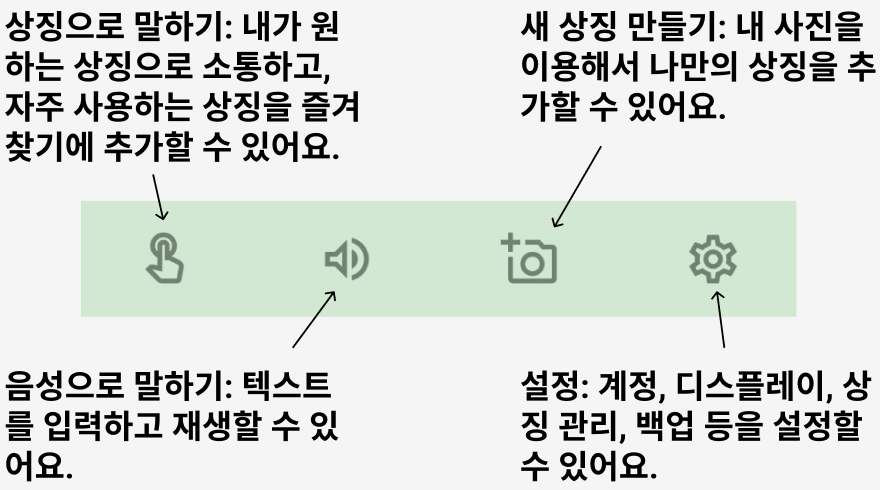 상징으로 말하기: 내가 원
하는 상징으로 소통하고,
자주 사용하는 상징을 즐겨
찾기에 추가할 수 있어요.
새 상징 만들기: 내 사진을
이용해서 나만의 상징을 추
가할 수 있어요.
음성으로 말하기: 텍스트
를 입력하고 재생할 수 있
어요.
설정: 계정, 디스플레이, 상
징 관리, 백업 등을 설정할
수 있어요.